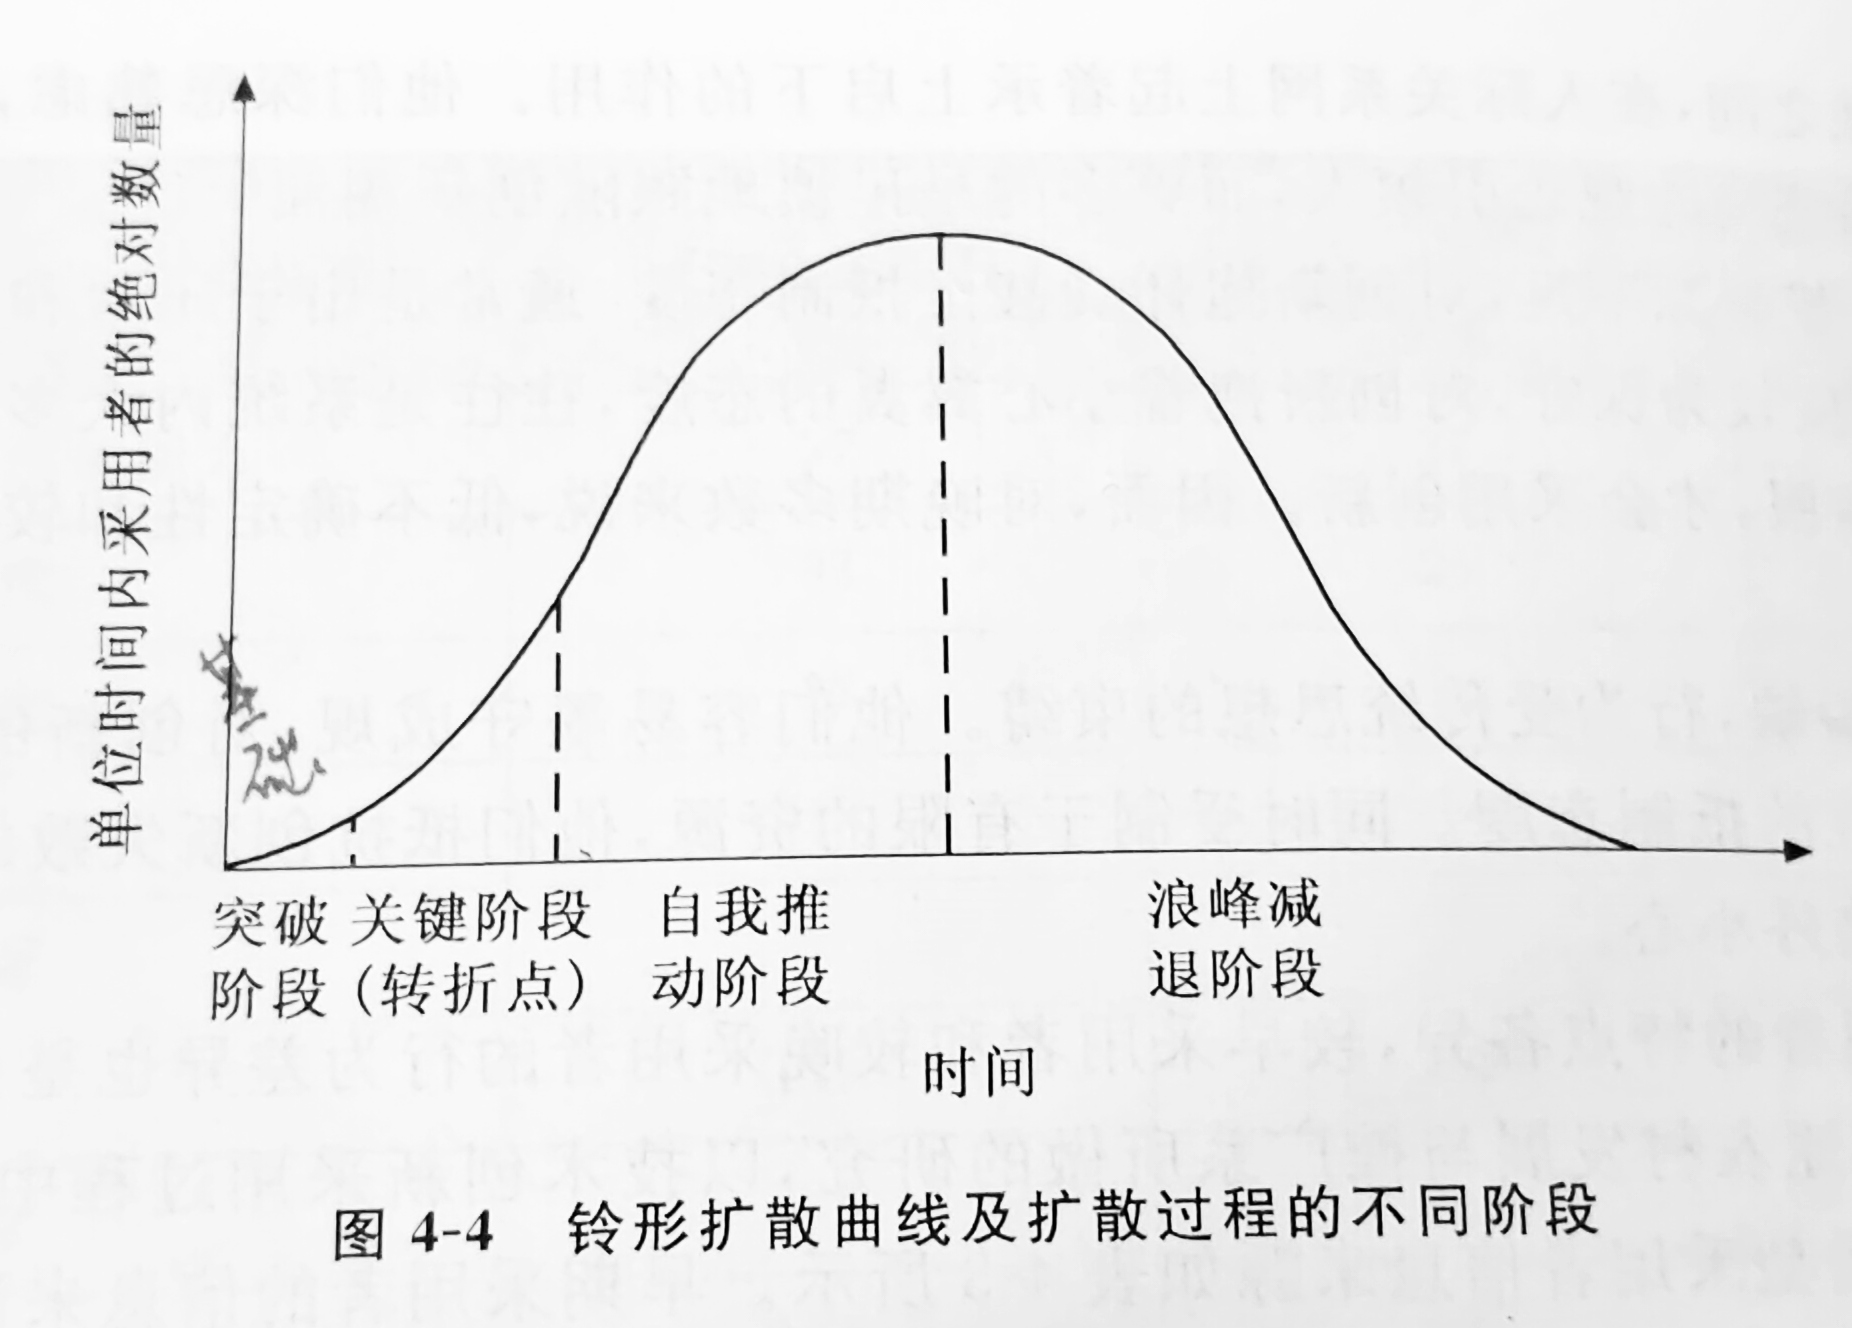 单位时间内采用者的绝对数量
基础
突破 关键阶段 自我推 浪峰减
阶段 (转折点) 动阶段 退阶段
时间
图 4-4 铃形扩散曲线及扩散过程的不同阶段